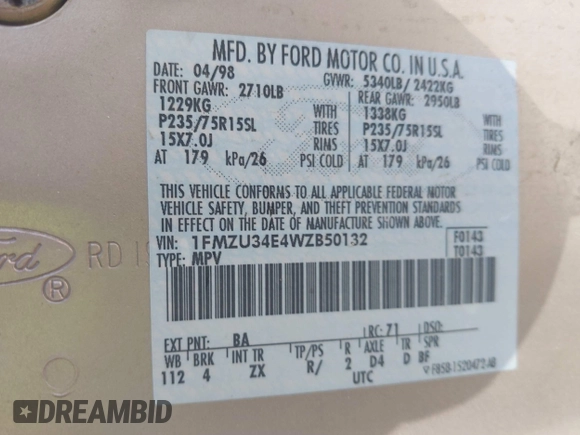 MFD. BY FORD MOTOR CO. IN U.S.A.
DATE: 04/98 GVWR: 5340LB/ 2422KG
FRONT GAWR: 2710LB REAR GAWR: 2950LB
1229KG WITH 1338KG WITH
P235/75R15SL TIRES P235/75R15SL TIRES
15X7.0J RIMS 15X7.0J RIMS
AT 179 kPa/26 PSI COLD AT 179 kPa/26 PSI COLD
THIS VEHICLE CONFORMS TO ALL APPLICABLE FEDERAL MOTOR
VEHICLE SAFETY, BUMPER, AND THEFT PREVENTION STANDARDS
IN EFFECT ON THE DATE OF MANUFACTURE SHOWN ABOVE.
VIN: 1FMZU34E4WZB50132 F0143
TYPE: MPV T0143
EXT PNT: BA RC: 71 DSO:
WB BRK INT TR TP/PS R AXLE TR SPR
112 4 ZX R/ 2 D4 D BF
UTC F85B-1520472-AB
Ford
®
RD
DREAMBID